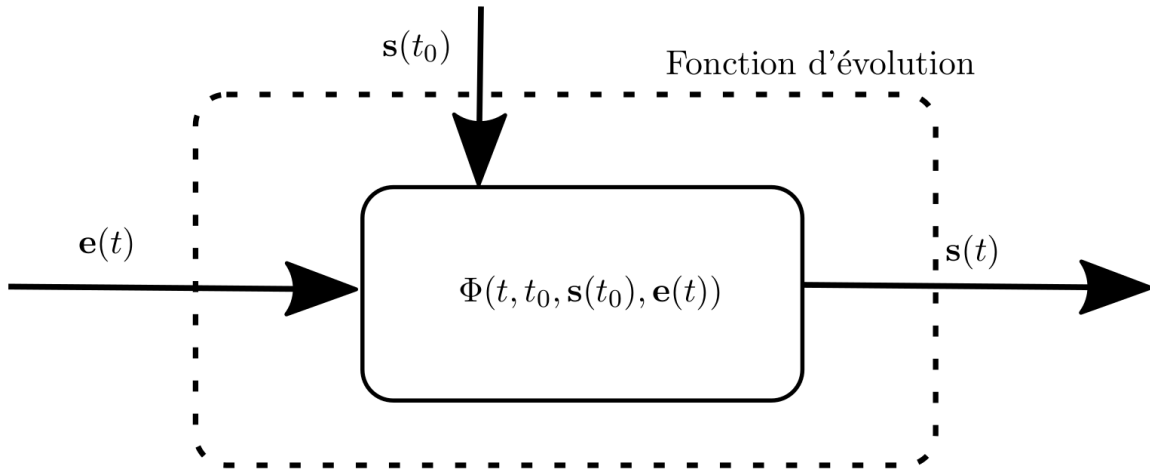 s(t₀)
Fonction d'évolution
e(t)
s(t)
Φ(t, t₀, s(t₀), e(t))